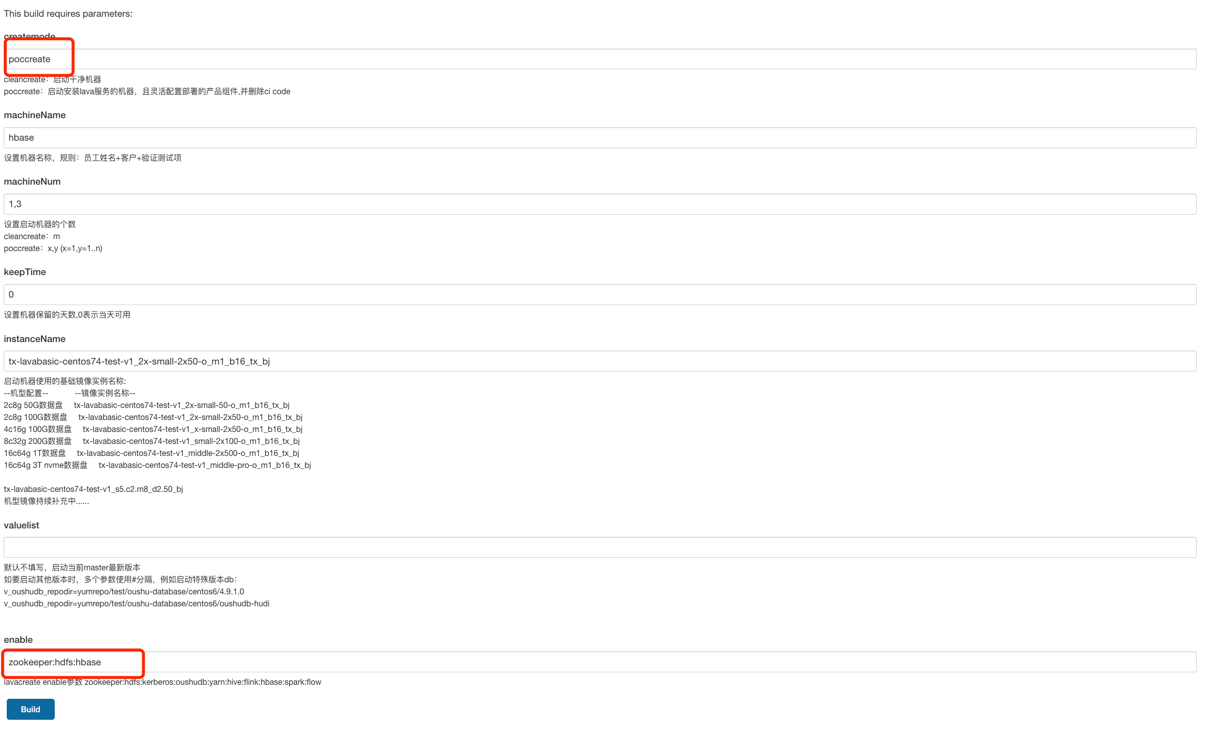 This build requires parameters:
createmode
poccreate
cleancreate：启动干净机器
poccreate：启动安装lava服务的机器，且灵活配置部署的产品组件,并删除ci code
machineName
hbase
设置机器名称，规则：员工姓名+客户+验证测试项
machineNum
1,3
设置启动机器的个数
cleancreate：m
poccreate：x,y (x=1,y=1..n)
keepTime
0
设置机器保留的天数,0表示当天可用
instanceName
tx-lavabasic-centos74-test-v1_2x-small-2x50-o_m1_b16_tx_bj
启动机器使用的基础镜像实例名称:
--机型配置-- --镜像实例名称--
2c8g 50G数据盘 tx-lavabasic-centos74-test-v1_2x-small-50-o_m1_b16_tx_bj
2c8g 100G数据盘 tx-lavabasic-centos74-test-v1_2x-small-2x50-o_m1_b16_tx_bj
4c16g 100G数据盘 tx-lavabasic-centos74-test-v1_x-small-2x50-o_m1_b16_tx_bj
8c32g 200G数据盘 tx-lavabasic-centos74-test-v1_small-2x100-o_m1_b16_tx_bj
16c64g 1T数据盘 tx-lavabasic-centos74-test-v1_middle-2x500-o_m1_b16_tx_bj
16c64g 3T nvme数据盘 tx-lavabasic-centos74-test-v1_middle-pro-o_m1_b16_tx_bj
tx-lavabasic-centos74-test-v1_s5.c2.m8_d2.50_bj
机型镜像持续补充中......
valuelist
默认不填写，启动当前master最新版本
如要启动其他版本时，多个参数使用#分隔，例如启动特殊版本db：
v_oushudb_repodir=yumrepo/test/oushu-database/centos6/4.9.1.0
v_oushudb_repodir=yumrepo/test/oushu-database/centos6/oushudb-hudi
enable
zookeeper:hdfs:hbase
lavacreate enable参数 zookeeper:hdfs:kerberos:oushudb:yarn:hive:flink:hbase:spark:flow
Build